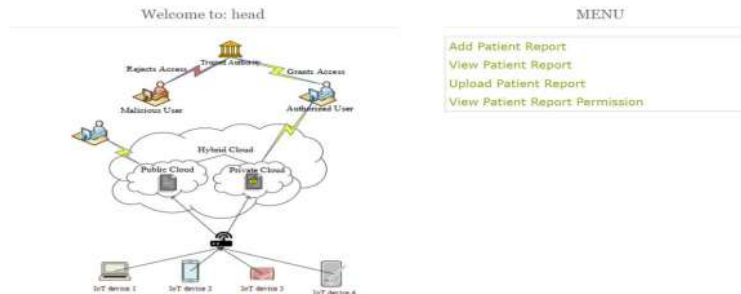 Welcome to: head
MENU
Add Patient Report
View Patient Report
Upload Patient Report
View Patient Report Permission
Trusted Authority
Rejects Access
Grants Access
Malicious User
Authorized User
Hybrid Cloud
Public Cloud
Private Cloud
IoT device 1
IoT device 2
IoT device 3
IoT device 4